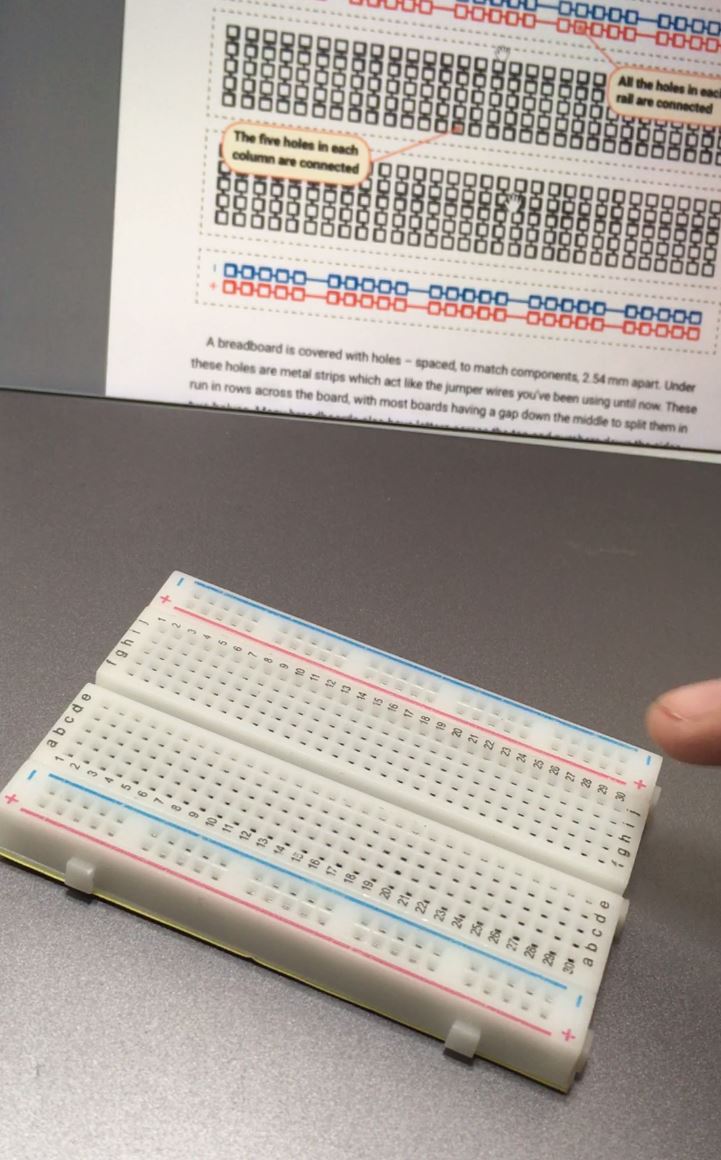 All the holes in each
rail are connected
The five holes in each
column are connected
−
+
A breadboard is covered with holes – spaced, to match components, 2.54 mm apart. Under
these holes are metal strips which act like the jumper wires you've been using until now. These
run in rows across the board, with most boards having a gap down the middle to split them in
−
+
f g h i j
1 2 3 4 5 6 7 8 9 10 11 12 13 14 15 16 17 18 19 20 21 22 23 24 25 26 27 28 29 30
−
+
f g h i j
a b c d e
1 2 3 4 5 6 7 8 9 10 11 12 13 14 15 16 17 18 19 20 21 22 23 24 25 26 27 28 29 30
a b c d e
−
+
−
+